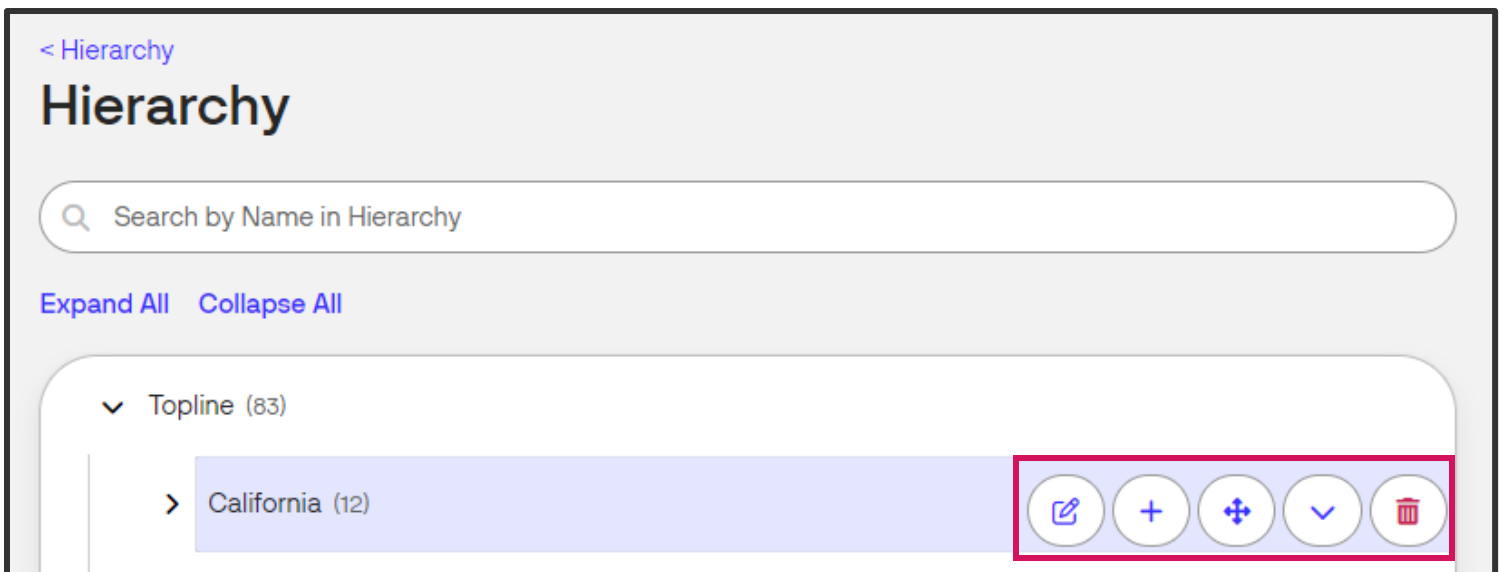 < Hierarchy
Hierarchy
Search by Name in Hierarchy
Expand All Collapse All
Topline (83)
California (12)